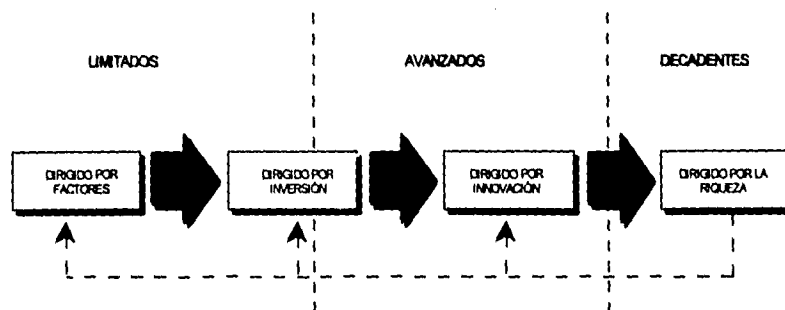 LIMITADOS
AVANZADOS
DECADENTES
DIRIGIDO POR
FACTORES
DIRIGIDO POR
INVERSIÓN
DIRIGIDO POR
INNOVACIÓN
DIRIGIDO POR LA
RIQUEZA